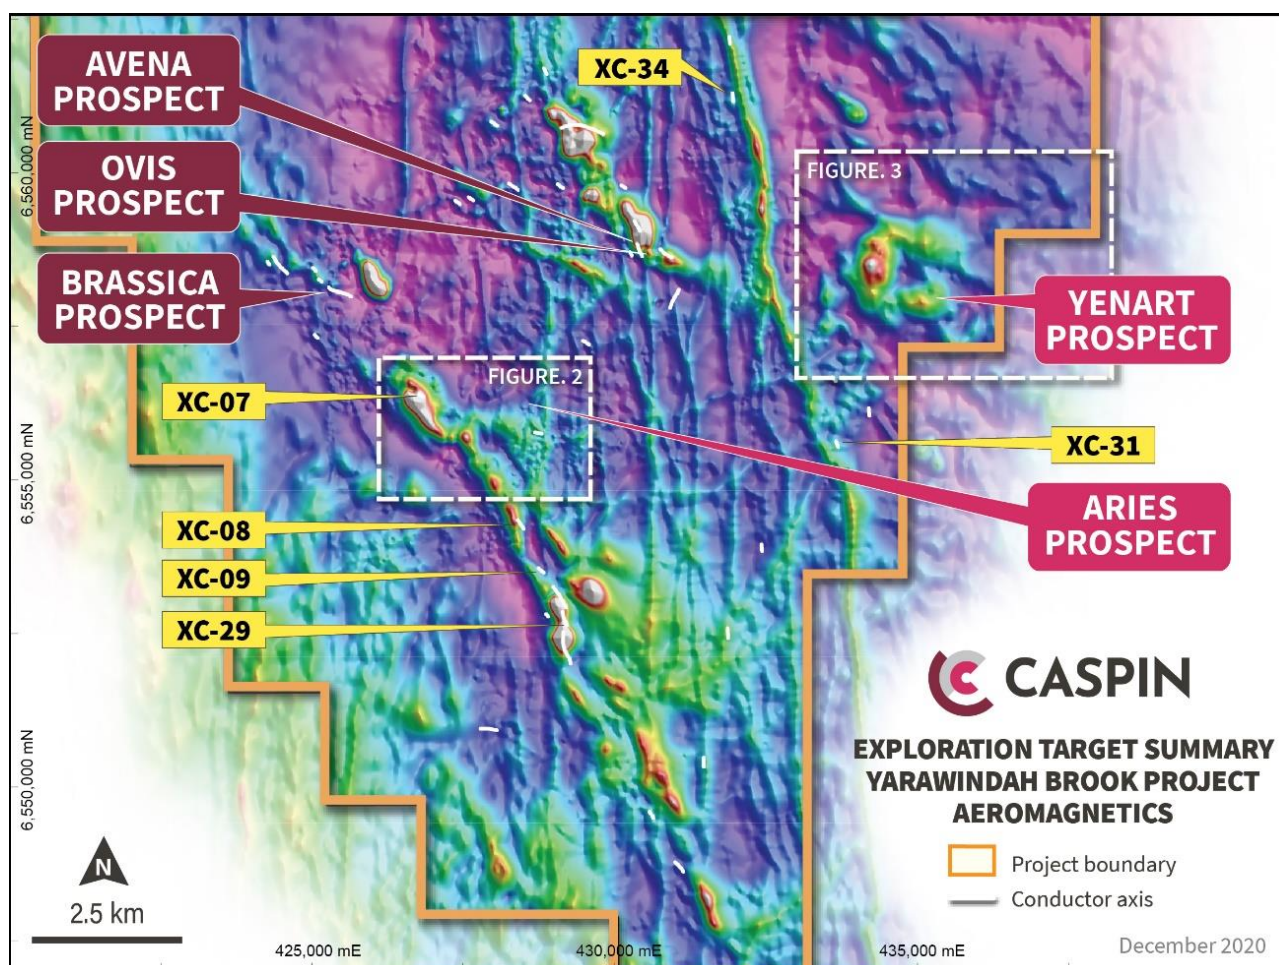 AVENA
PROSPECT
XC-34
6,560,000 mN
OVIS
PROSPECT
FIGURE. 3
BRASSICA
PROSPECT
YENART
PROSPECT
FIGURE. 2
XC-07
XC-31
6,555,000 mN
ARIES
PROSPECT
XC-08
XC-09
XC-29
CASPIN
EXPLORATION TARGET SUMMARY
YARAWINDAH BROOK PROJECT
AEROMAGNETICS
6,550,000 mN
Project boundary
Conductor axis
N
2.5 km
425,000 mE
430,000 mE
435,000 mE
December 2020